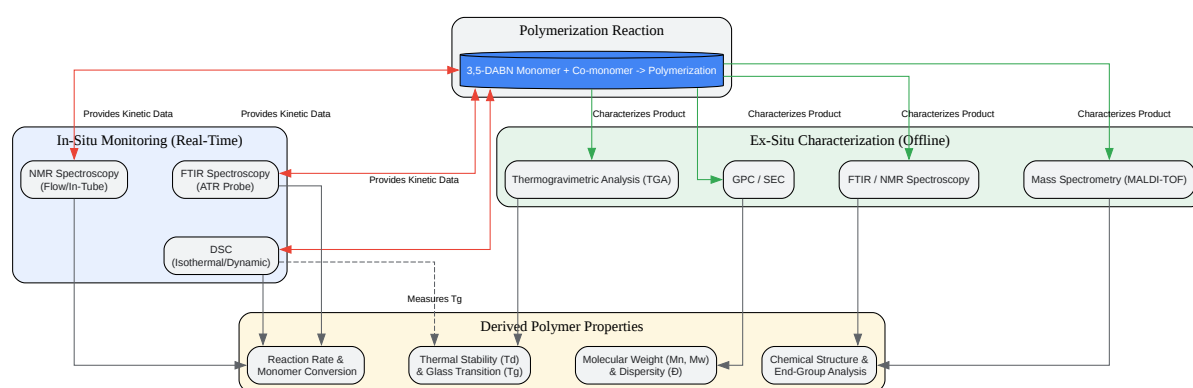 Polymerization Reaction
3,5-DABN Monomer + Co-monomer -> Polymerization
Provides Kinetic Data
Provides Kinetic Data
Characterizes Product
Characterizes Product
Characterizes Product
Characterizes Product
In-Situ Monitoring (Real-Time)
Ex-Situ Characterization (Offline)
NMR Spectroscopy
(Flow/In-Tube)
FTIR Spectroscopy
(ATR Probe)
Provides Kinetic Data
Thermogravimetric Analysis (TGA)
GPC / SEC
FTIR / NMR Spectroscopy
Mass Spectrometry (MALDI-TOF)
DSC
(Isothermal/Dynamic)
Measures Tg
Derived Polymer Properties
Reaction Rate &
Monomer Conversion
Thermal Stability (Td)
& Glass Transition (Tg)
Molecular Weight (Mn, Mw)
& Dispersity (Đ)
Chemical Structure &
End-Group Analysis